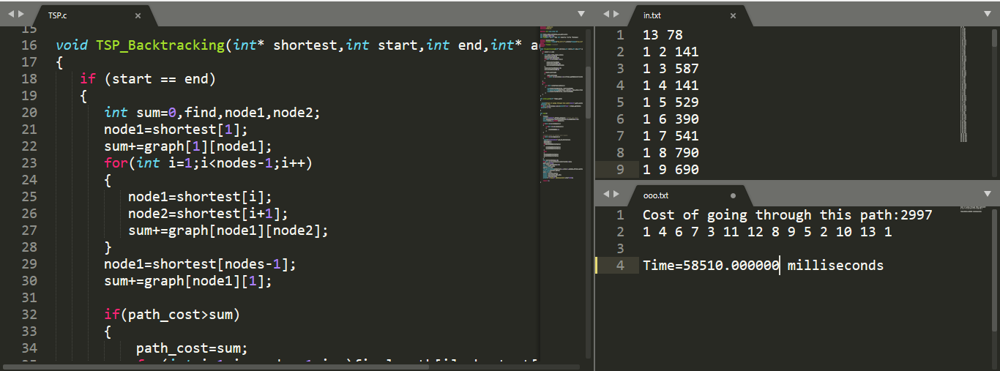 TSP.c
15
16 void TSP_Backtracking(int* shortest,int start,int end,int*
17 {
18 if (start == end)
19 {
20 int sum=0,find,node1,node2;
21 node1=shortest[1];
22 sum+=graph[1][node1];
23 for(int i=1;i<nodes-1;i++)
24 {
25 node1=shortest[i];
26 node2=shortest[i+1];
27 sum+=graph[node1][node2];
28 }
29 node1=shortest[nodes-1];
30 sum+=graph[node1][1];
31
32 if(path_cost>sum)
33 {
34 path_cost=sum;
in.txt
1 13 78
2 1 2 141
3 1 3 587
4 1 4 141
5 1 5 529
6 1 6 390
7 1 7 541
8 1 8 790
9 1 9 690
ooo.txt
1 Cost of going through this path:2997
2 1 4 6 7 3 11 12 8 9 5 2 10 13 1
3
4 Time=58510.000000 milliseconds